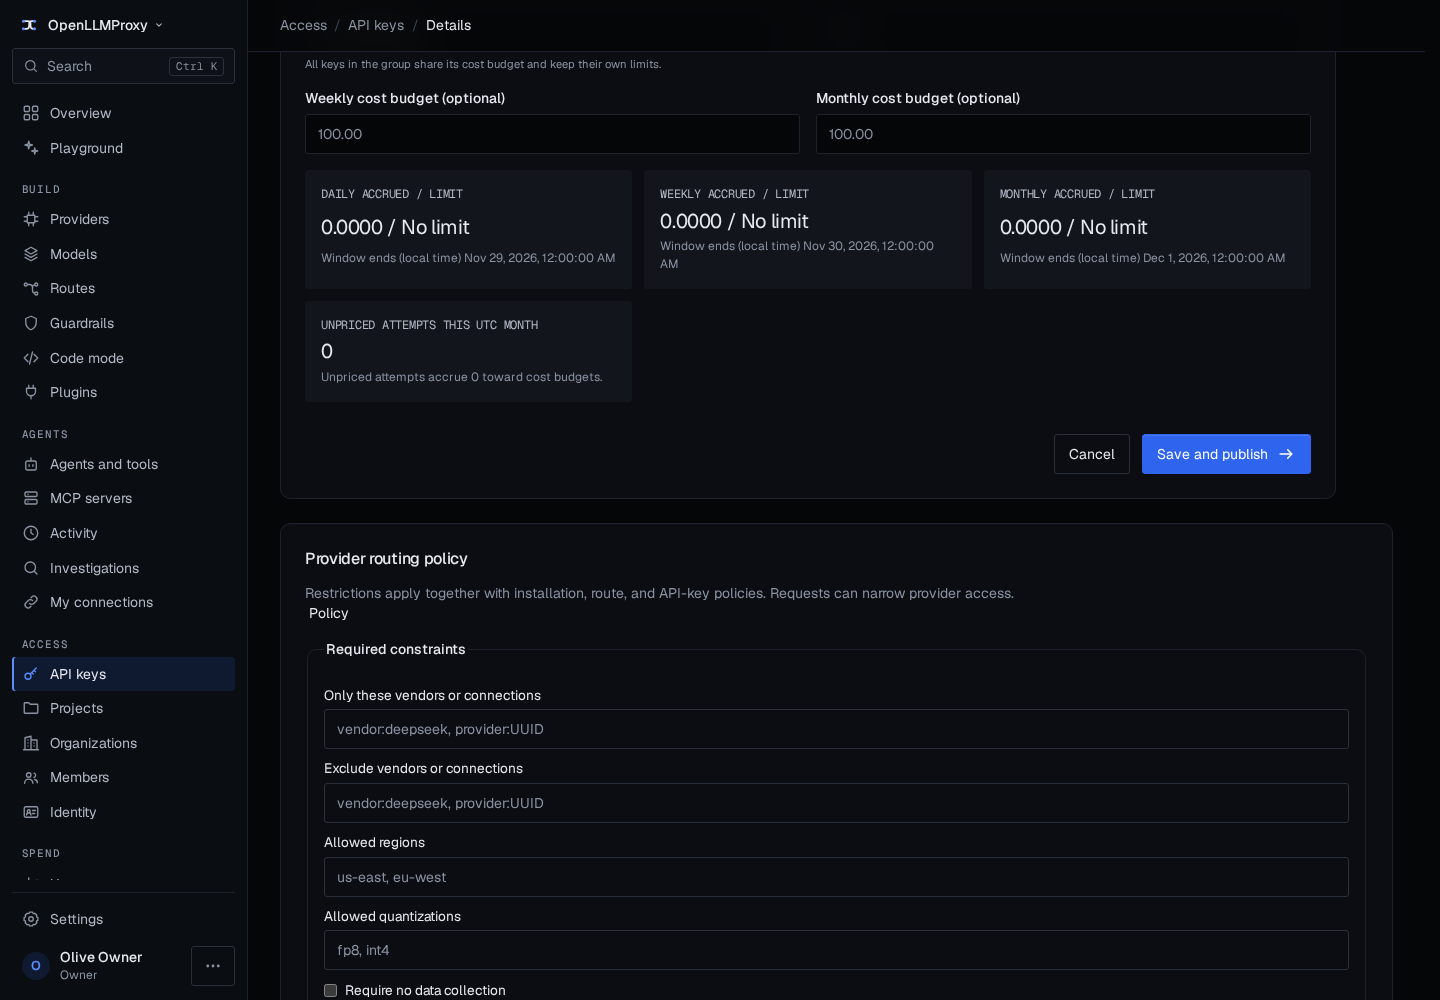 OpenLLMProxy
Search
Ctrl K
Overview
Playground
BUILD
Providers
Models
Routes
Guardrails
Code mode
Plugins
AGENTS
Agents and tools
MCP servers
Activity
Investigations
My connections
ACCESS
API keys
Projects
Organizations
Members
Identity
SPEND
Settings
O
Olive Owner
Owner
Access / API keys / Details
All keys in the group share its cost budget and keep their own limits.
Weekly cost budget (optional)
100.00
Monthly cost budget (optional)
100.00
DAILY ACCRUED / LIMIT
0.0000 / No limit
Window ends (local time) Nov 29, 2026, 12:00:00 AM
WEEKLY ACCRUED / LIMIT
0.0000 / No limit
Window ends (local time) Nov 30, 2026, 12:00:00
AM
MONTHLY ACCRUED / LIMIT
0.0000 / No limit
Window ends (local time) Dec 1, 2026, 12:00:00 AM
UNPRICED ATTEMPTS THIS UTC MONTH
0
Unpriced attempts accrue 0 toward cost budgets.
Cancel
Save and publish
Provider routing policy
Restrictions apply together with installation, route, and API-key policies. Requests can narrow provider access.
Policy
Required constraints
Only these vendors or connections
vendor:deepseek, provider:UUID
Exclude vendors or connections
vendor:deepseek, provider:UUID
Allowed regions
us-east, eu-west
Allowed quantizations
fp8, int4
Require no data collection